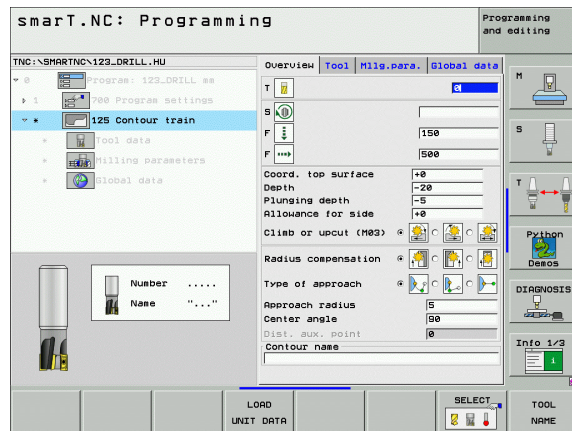 smarT.NC: Programming
Programming and editing
TNC:\SMARTNC\123_DRILL.HU
0 Program: 123_DRILL mm
1 700 Program settings
* 125 Contour train
* Tool data
* Milling parameters
* Global data
Number .....
Name "..."
Overview Tool Mllg.para. Global data
T 0
S
F 150
F 500
Coord. top surface +0
Depth -20
Plunging depth -5
Allowance for side +0
Climb or upcut (M03)
Radius compensation
Type of approach
Approach radius 5
Center angle 90
Dist. aux. point 0
Contour name
M
S
T
Python
Demos
DIAGNOSIS
Info 1/3
i
LOAD
UNIT DATA
SELECT
TOOL
NAME